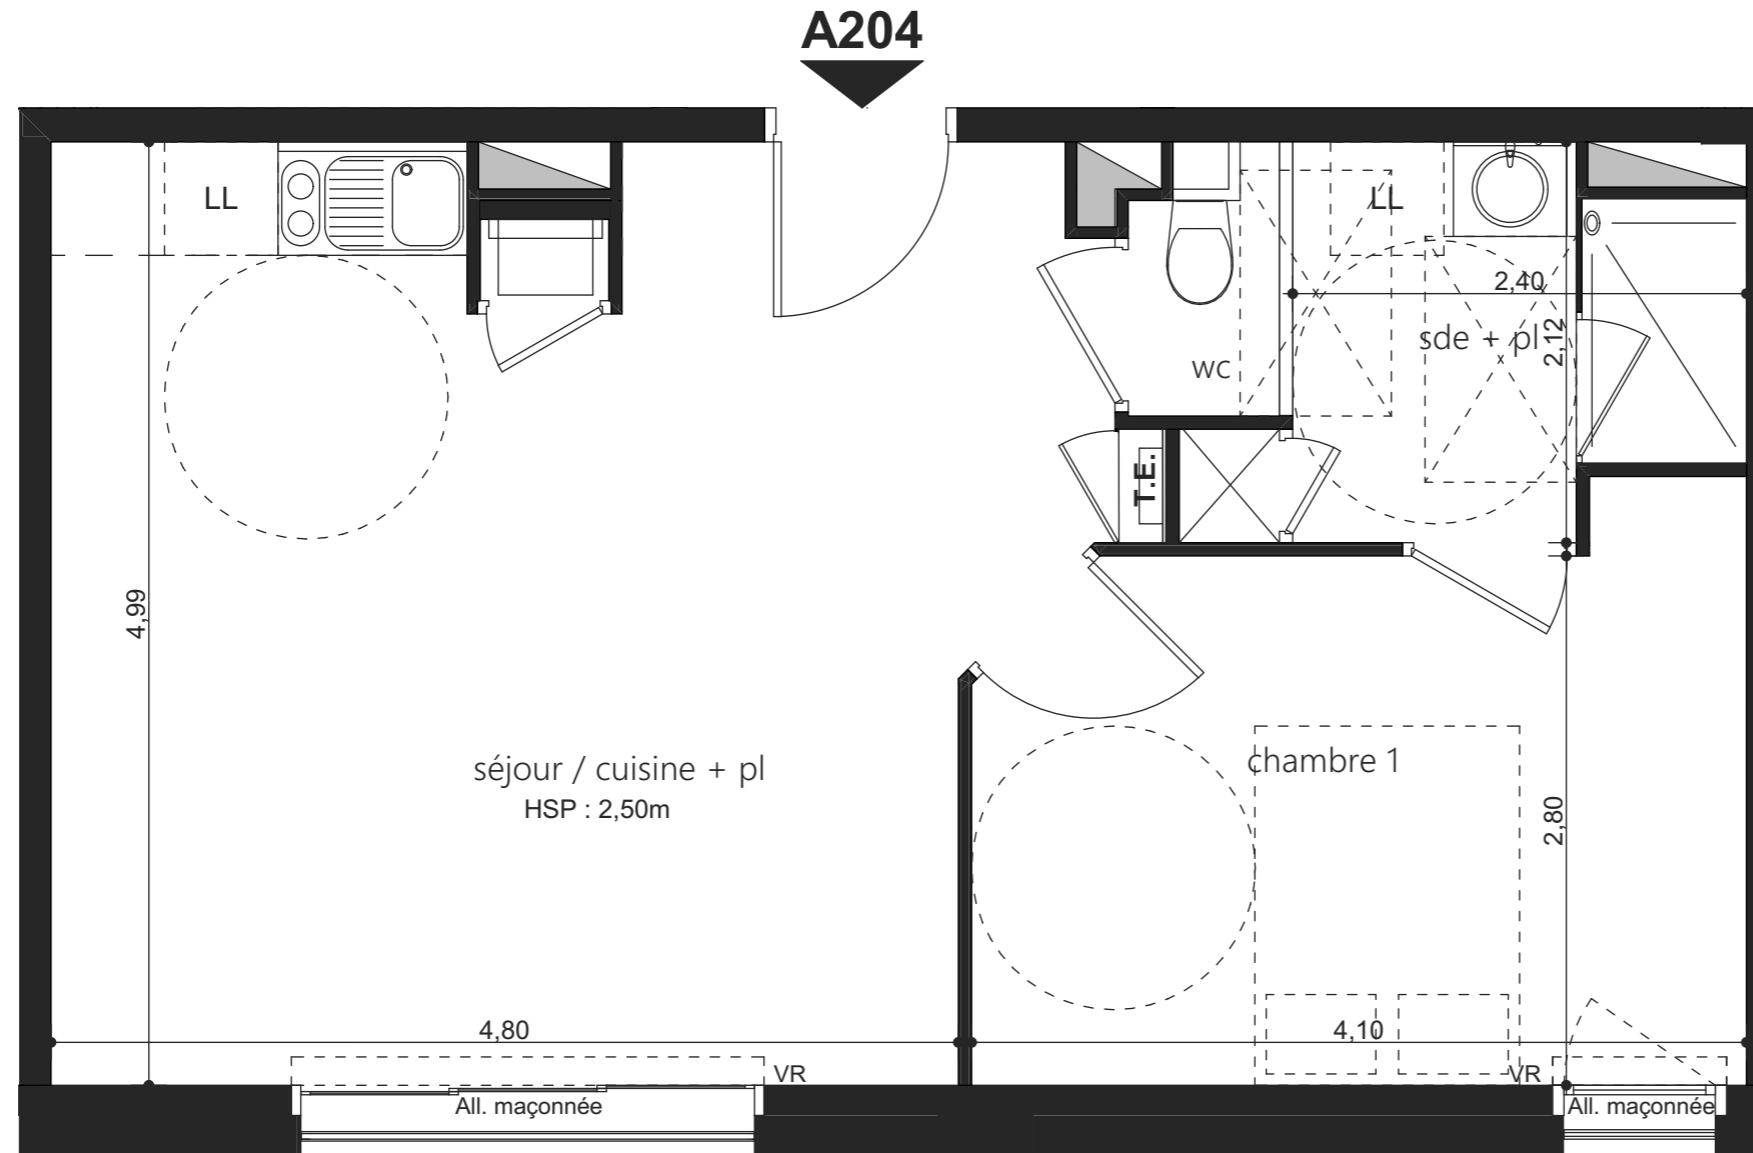 A204
LL
LL
2,40
sde + pl
2,12
wc
T.E.
4,99
séjour / cuisine + pl
HSP : 2,50m
chambre 1
2,80
4,80
4,10
VR
VR
All. maçonnée
All. maçonnée